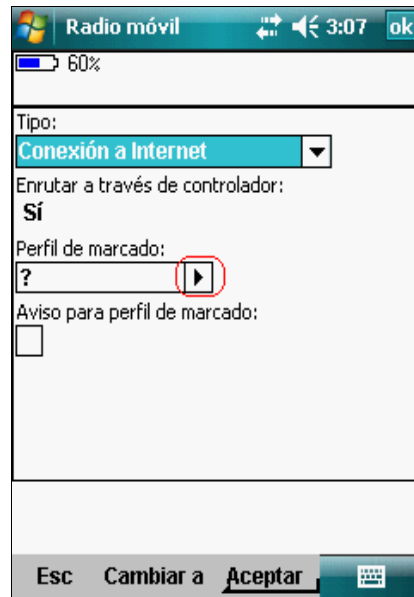 Radio móvil 3:07 ok
60%
Tipo:
Conexión a Internet
Enrutar a través de controlador:
Sí
Perfil de marcado:
?
Aviso para perfil de marcado:
Esc Cambiar a Aceptar